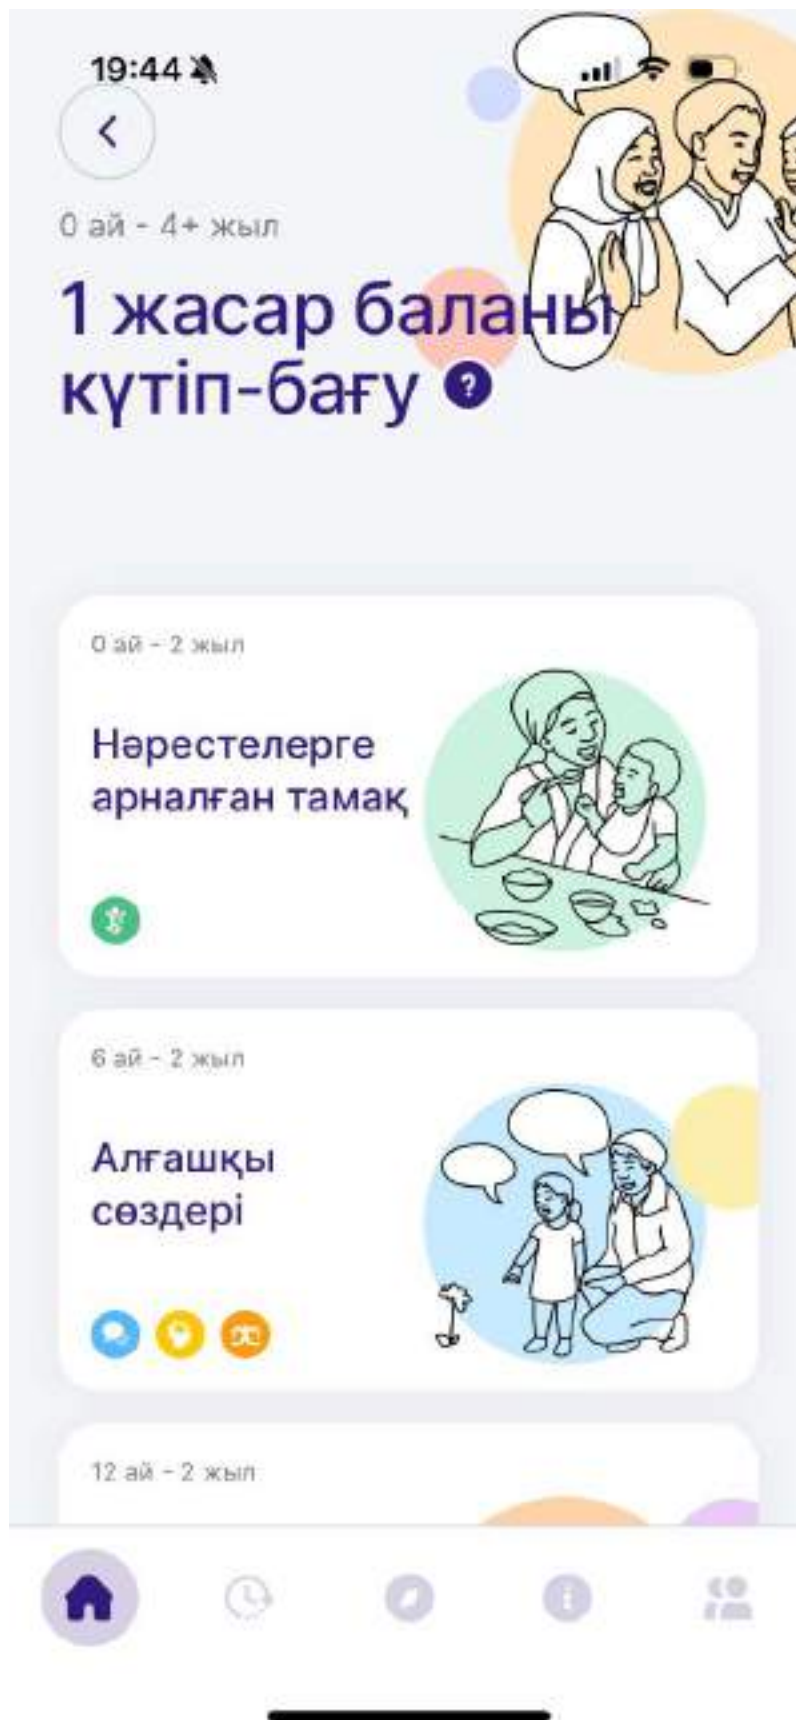 19:44
0 ай - 4+ жыл
1 жасар баланы
күтіп-бағу ?
0 ай - 2 жыл
Нәрестелерге
арналған тамақ
6 ай - 2 жыл
Алғашқы
сөздері
12 ай - 2 жыл